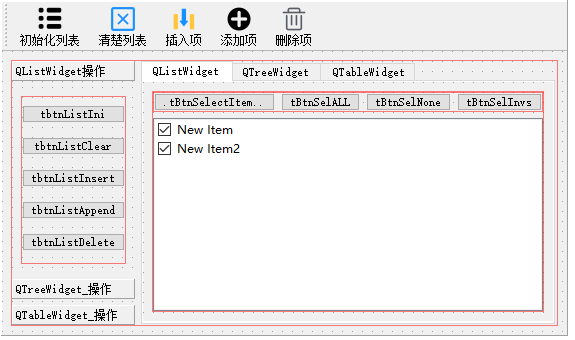 初始化列表 清楚列表 插入项 添加项 删除项
QListWidget操作
tbtnListIni
tbtnListClear
tbtnListInsert
tbtnListAppend
tbtnListDelete
QTreeWidget_操作
QTableWidget_操作
QListWidget QTreeWidget QTableWidget
.tBtnSelectItem.. tBtnSelALL tBtnSelNone tBtnSelInvs
New Item
New Item2